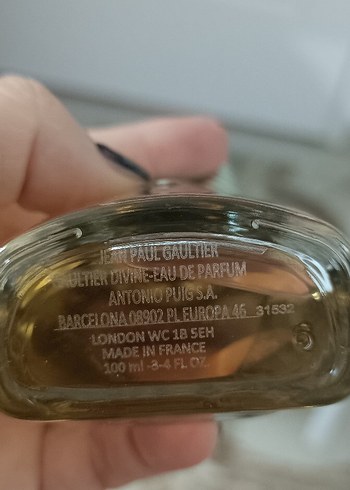 JEAN PAUL GAULTIER
GAULTIER DIVINE-EAU DE PARFUM
ANTONIO PUIG S.A.
BARCELONA 08902 PL EUROPA 46 31532
LONDON WC 1B 5EH
MADE IN FRANCE
100 ml -3-4 FL OZ.